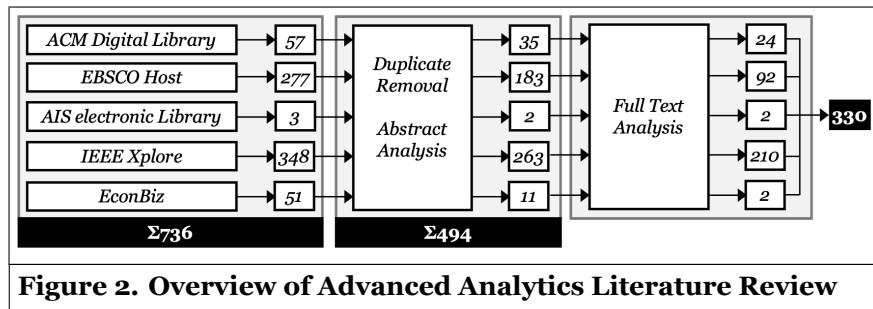 ACM Digital Library 57 35 24
EBSCO Host 277 Duplicate Removal 183 92
AIS electronic Library 3 2 Full Text Analysis 2 330
IEEE Xplore 348 Abstract Analysis 263 210
EconBiz 51 11 2
Σ736 Σ494
Figure 2. Overview of Advanced Analytics Literature Review